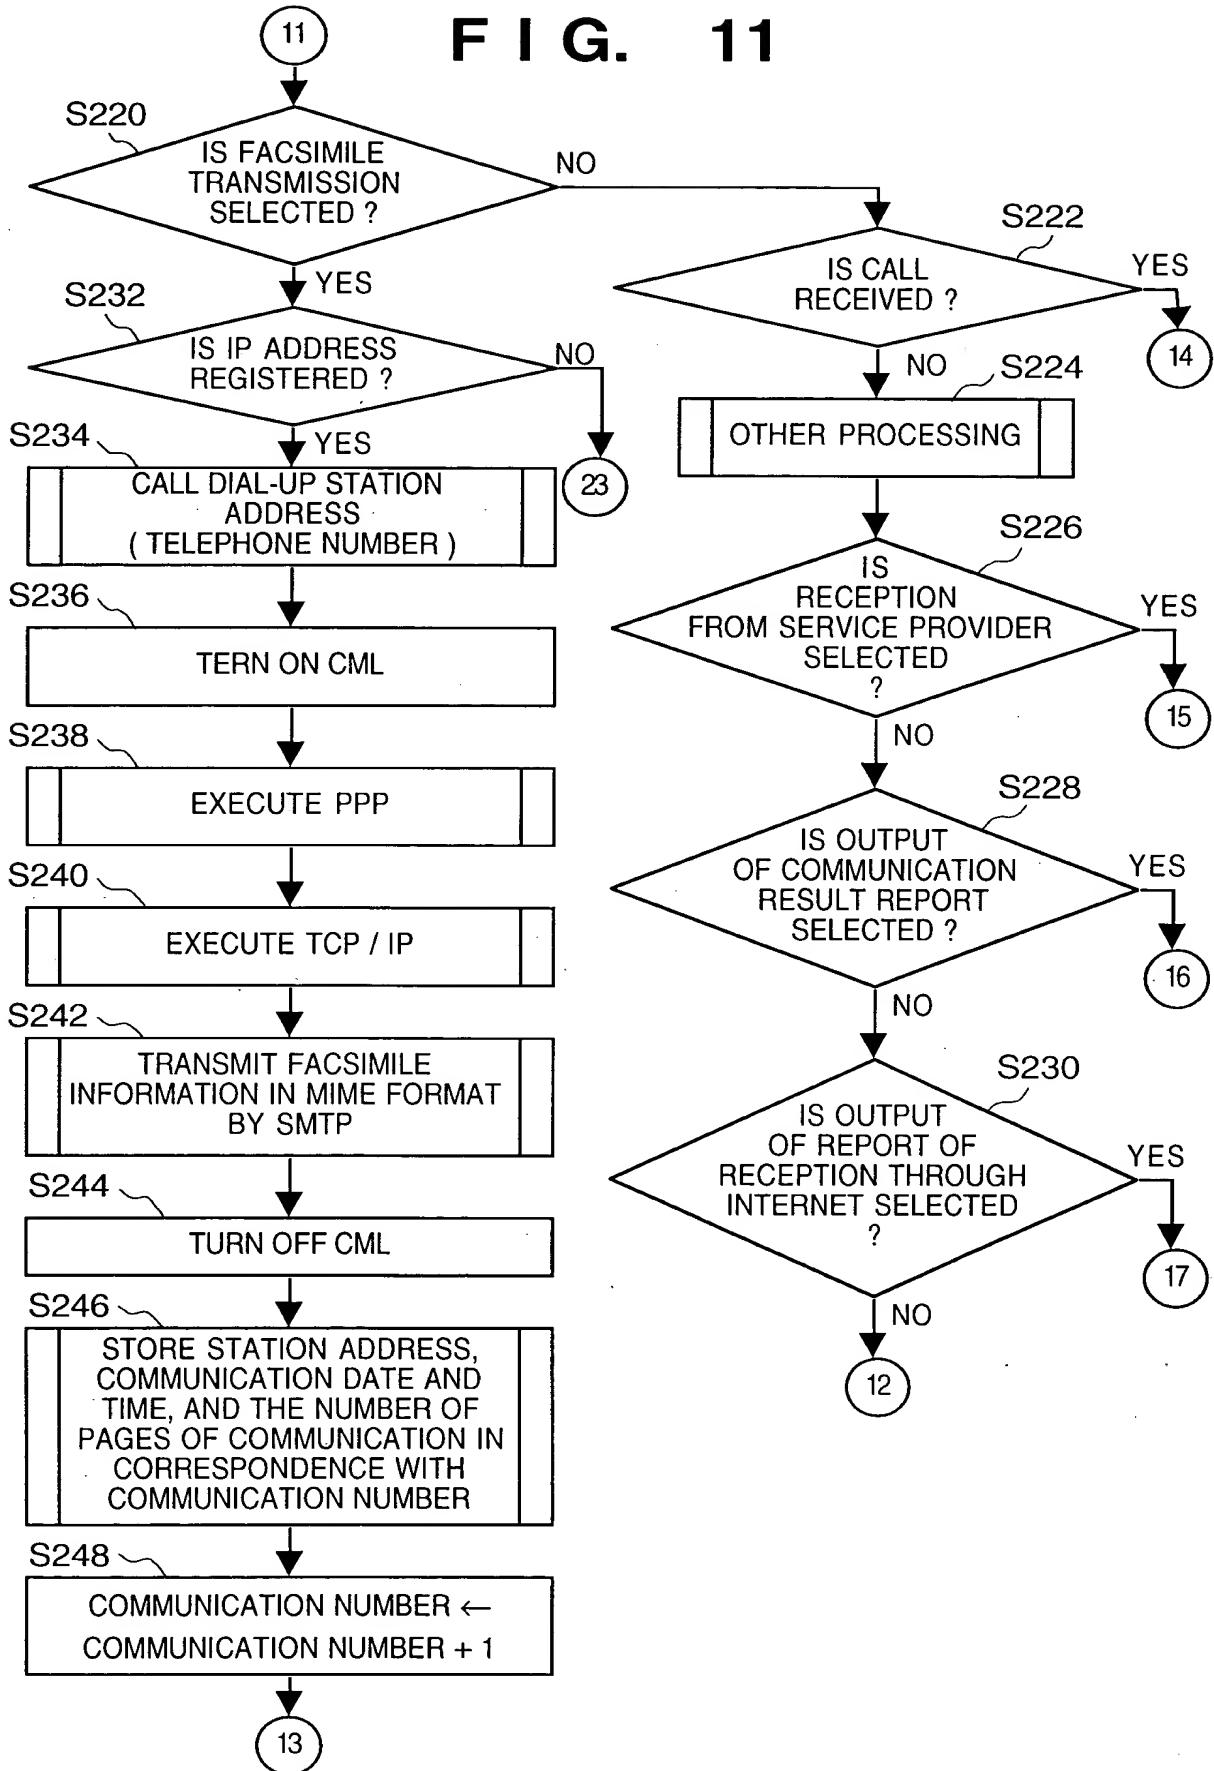 FIG. 11
11
S220
IS FACSIMILE
TRANSMISSION
SELECTED ?
NO
YES
S232
IS IP ADDRESS
REGISTERED ?
NO
23
YES
S234
CALL DIAL-UP STATION
ADDRESS
( TELEPHONE NUMBER )
S236
TERN ON CML
S238
EXECUTE PPP
S240
EXECUTE TCP / IP
S242
TRANSMIT FACSIMILE
INFORMATION IN MIME FORMAT
BY SMTP
S244
TURN OFF CML
S246
STORE STATION ADDRESS,
COMMUNICATION DATE AND
TIME, AND THE NUMBER OF
PAGES OF COMMUNICATION IN
CORRESPONDENCE WITH
COMMUNICATION NUMBER
S248
COMMUNICATION NUMBER ←
COMMUNICATION NUMBER + 1
13
S222
IS CALL
RECEIVED ?
YES
14
NO
S224
OTHER PROCESSING
S226
IS
RECEPTION
FROM SERVICE PROVIDER
SELECTED
?
YES
15
NO
S228
IS OUTPUT
OF COMMUNICATION
RESULT REPORT
SELECTED ?
YES
16
NO
S230
IS OUTPUT
OF REPORT OF
RECEPTION THROUGH
INTERNET SELECTED
?
YES
17
NO
12